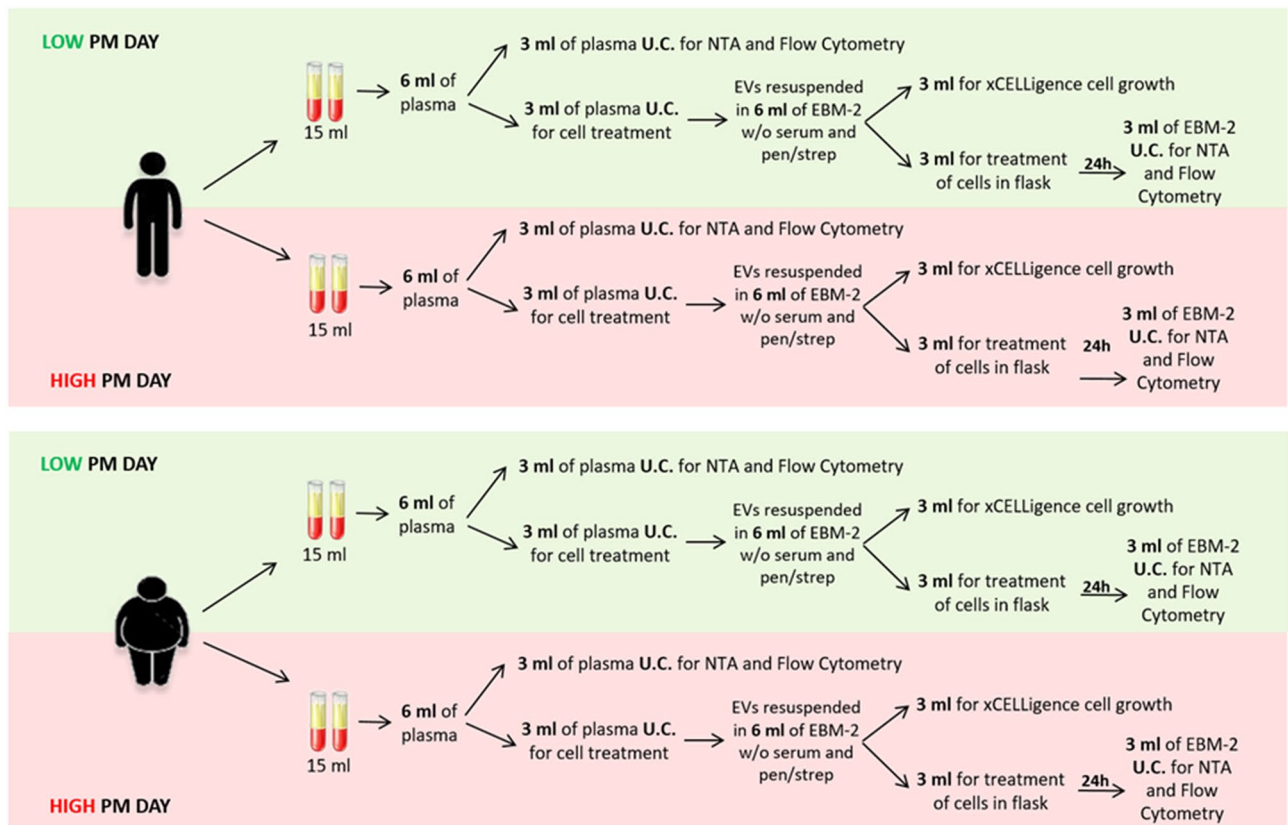 LOW PM DAY
15 ml
6 ml of
plasma
3 ml of plasma U.C. for NTA and Flow Cytometry
3 ml of plasma U.C.
for cell treatment
EVs resuspended
in 6 ml of EBM-2
w/o serum and
pen/strep
3 ml for xCELLigence cell growth
3 ml for treatment
of cells in flask
24h
3 ml of EBM-2
U.C. for NTA
and Flow
Cytometry
HIGH PM DAY
15 ml
6 ml of
plasma
3 ml of plasma U.C. for NTA and Flow Cytometry
3 ml of plasma U.C.
for cell treatment
EVs resuspended
in 6 ml of EBM-2
w/o serum and
pen/strep
3 ml for xCELLigence cell growth
3 ml for treatment
of cells in flask
24h
3 ml of EBM-2
U.C. for NTA
and Flow
Cytometry
LOW PM DAY
15 ml
6 ml of
plasma
3 ml of plasma U.C. for NTA and Flow Cytometry
3 ml of plasma U.C.
for cell treatment
EVs resuspended
in 6 ml of EBM-2
w/o serum and
pen/strep
3 ml for xCELLigence cell growth
3 ml for treatment
of cells in flask
24h
3 ml of EBM-2
U.C. for NTA
and Flow
Cytometry
HIGH PM DAY
15 ml
6 ml of
plasma
3 ml of plasma U.C. for NTA and Flow Cytometry
3 ml of plasma U.C.
for cell treatment
EVs resuspended
in 6 ml of EBM-2
w/o serum and
pen/strep
3 ml for xCELLigence cell growth
3 ml for treatment
of cells in flask
24h
3 ml of EBM-2
U.C. for NTA
and Flow
Cytometry